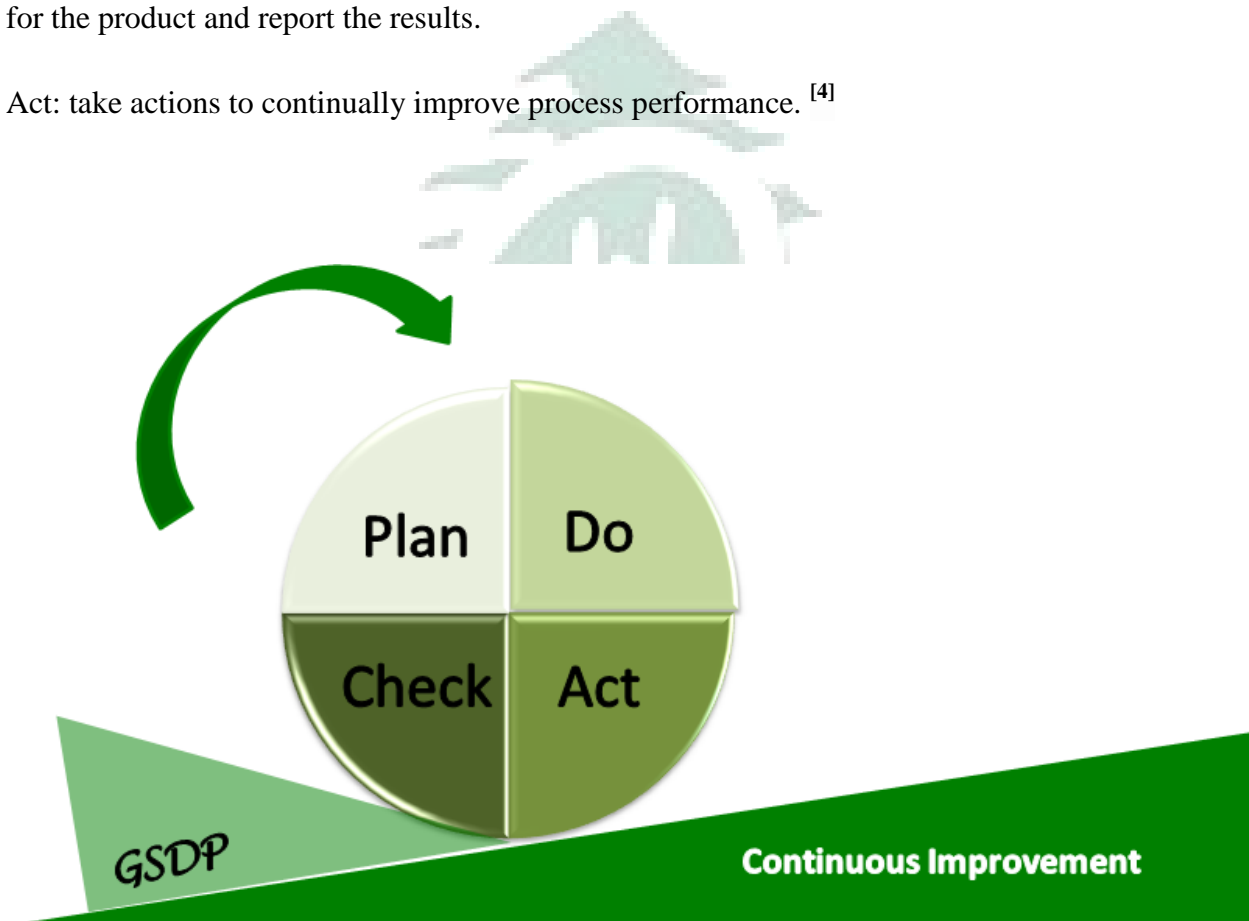 for the product and report the results.
Act: take actions to continually improve process performance. [4]
Plan
Do
Check
Act
GSDP
Continuous Improvement